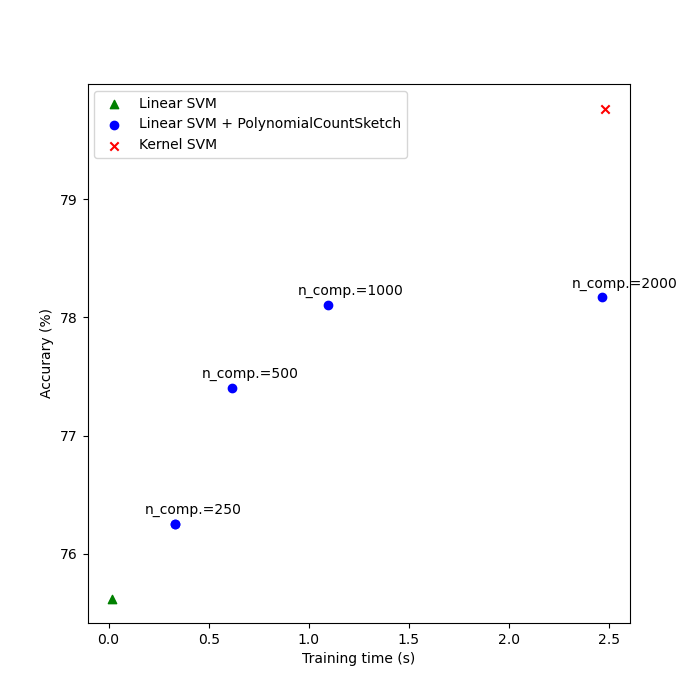 Linear SVM
Linear SVM + PolynomialCountSketch
Kernel SVM
79
n_comp.=2000
n_comp.=1000
78
n_comp.=500
77
n_comp.=250
76
Accurary (%)
0.0 0.5 1.0 1.5 2.0 2.5
Training time (s)